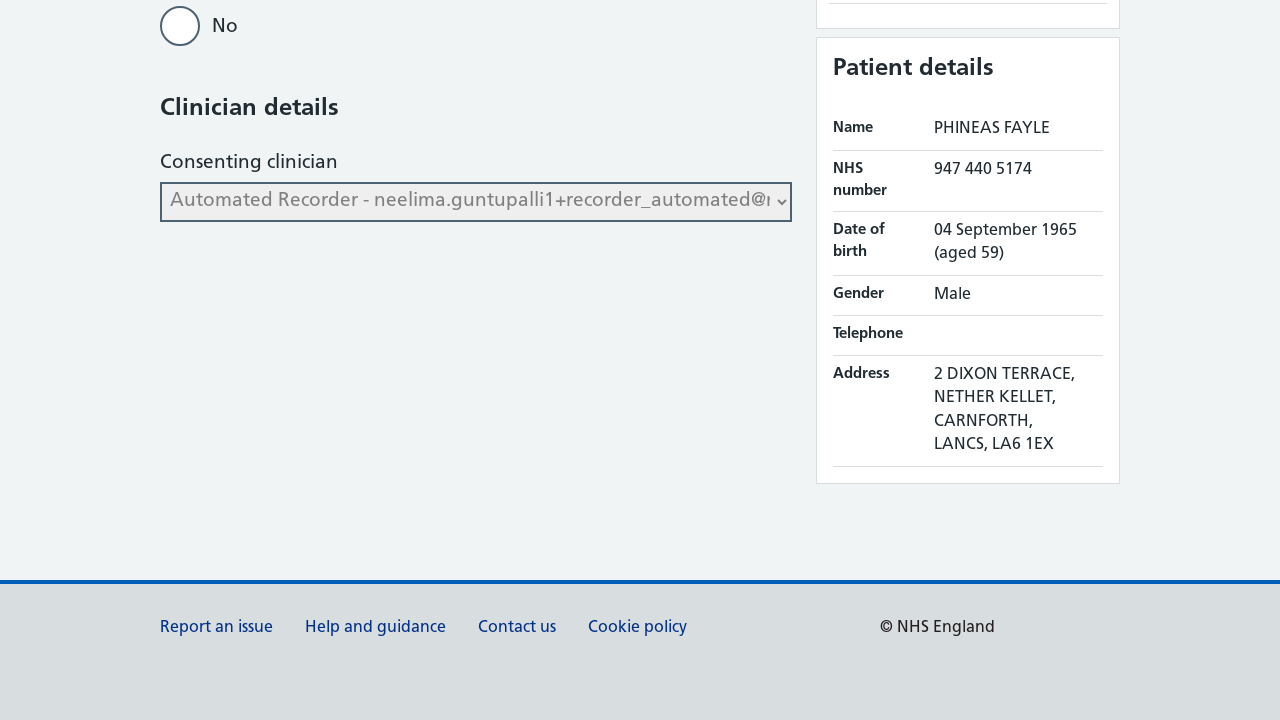 No
Clinician details
Consenting clinician
Automated Recorder - neelima.guntupalli1+recorder_automated@
Patient details
Name PHINEAS FAYLE
NHS number 947 440 5174
Date of birth 04 September 1965 (aged 59)
Gender Male
Telephone
Address 2 DIXON TERRACE,
NETHER KELLET,
CARNFORTH,
LANCS, LA6 1EX
Report an issue Help and guidance Contact us Cookie policy © NHS England